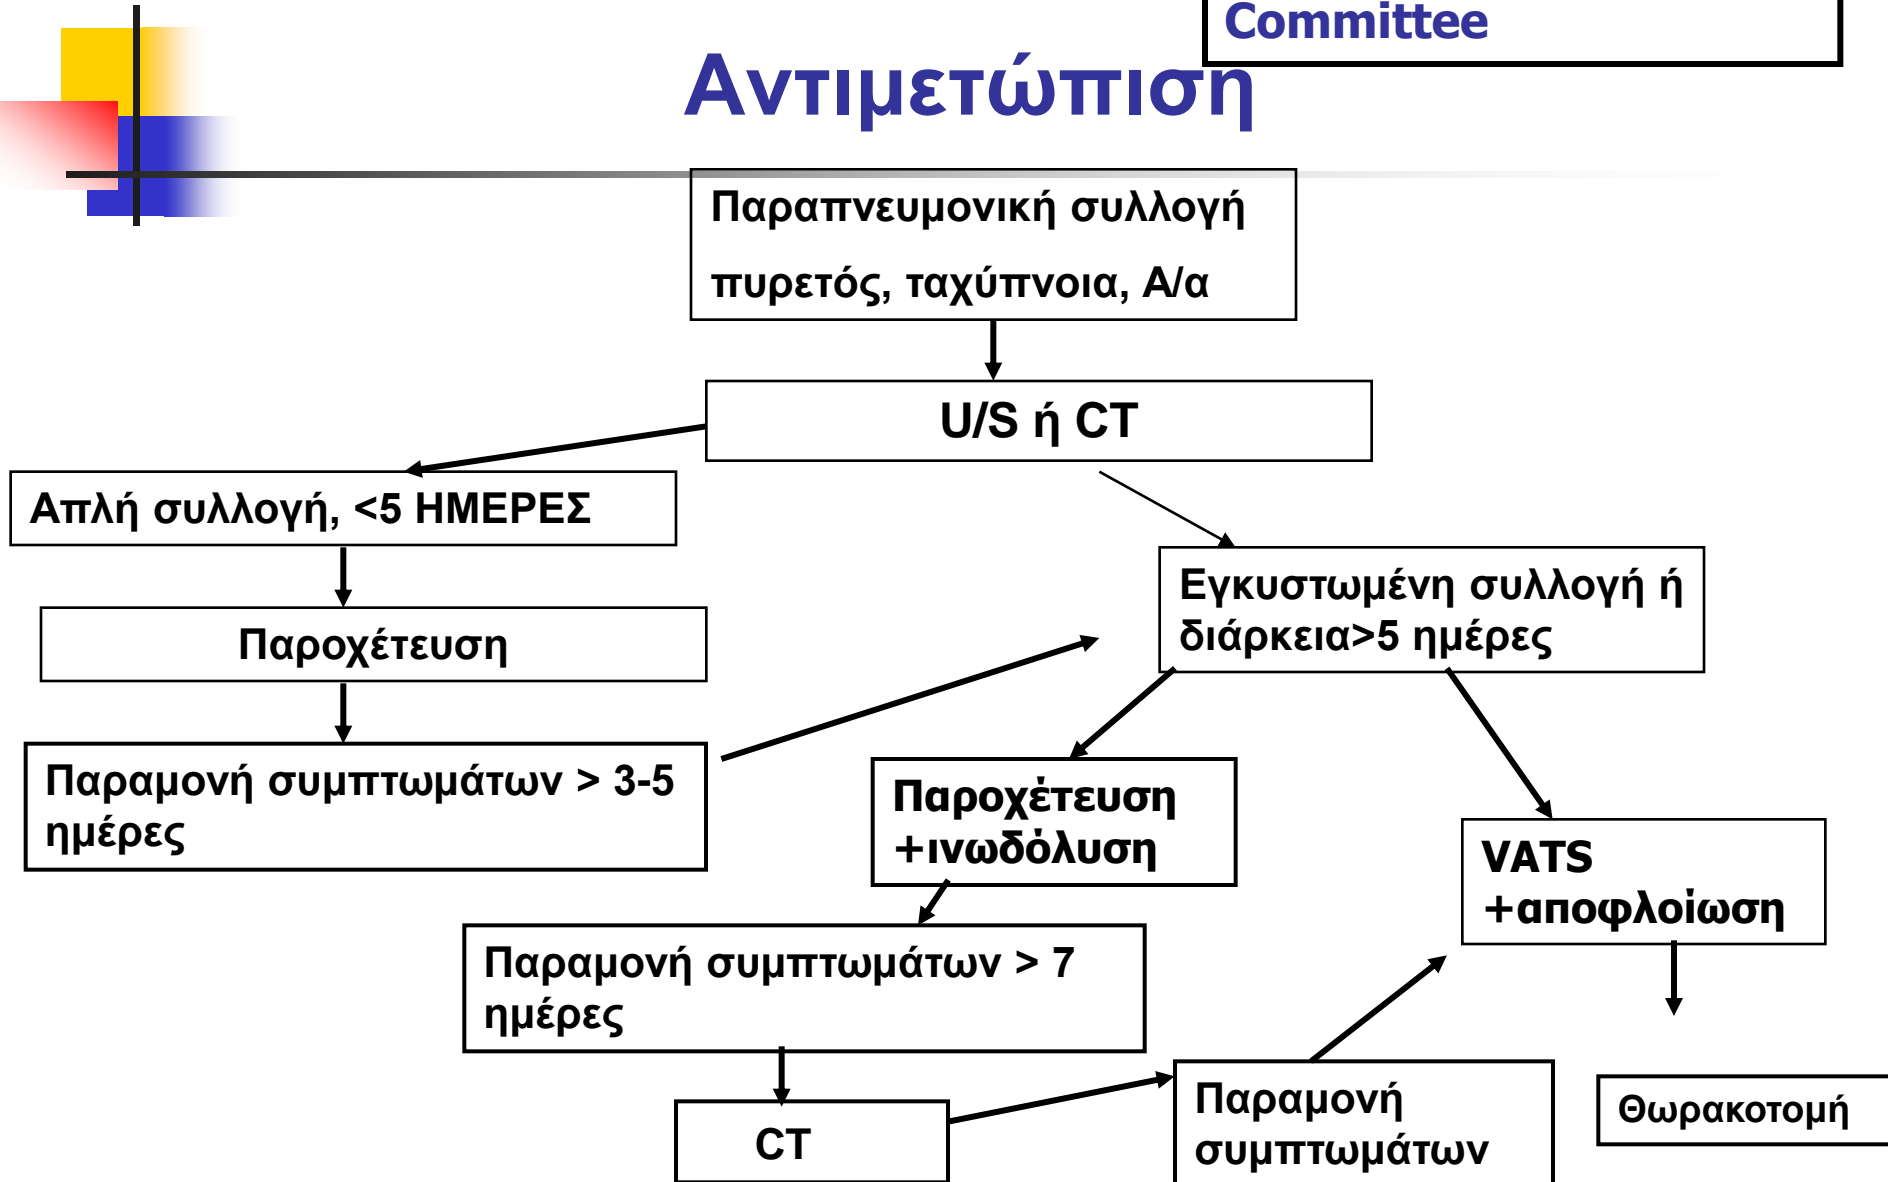 Committee
Αντιμετώπιση
Παραπνευμονική συλλογή
πυρετός, ταχύπνοια, Α/α
U/S ή CT
Απλή συλλογή, <5 ΗΜΕΡΕΣ
Εγκυστωμένη συλλογή ή
διάρκεια>5 ημέρες
Παροχέτευση
Παραμονή συμπτωμάτων > 3-5
ημέρες
Παροχέτευση
+ινωδόλυση
VATS
+αποφλοίωση
Παραμονή συμπτωμάτων > 7
ημέρες
CT
Παραμονή
συμπτωμάτων
Θωρακοτομή